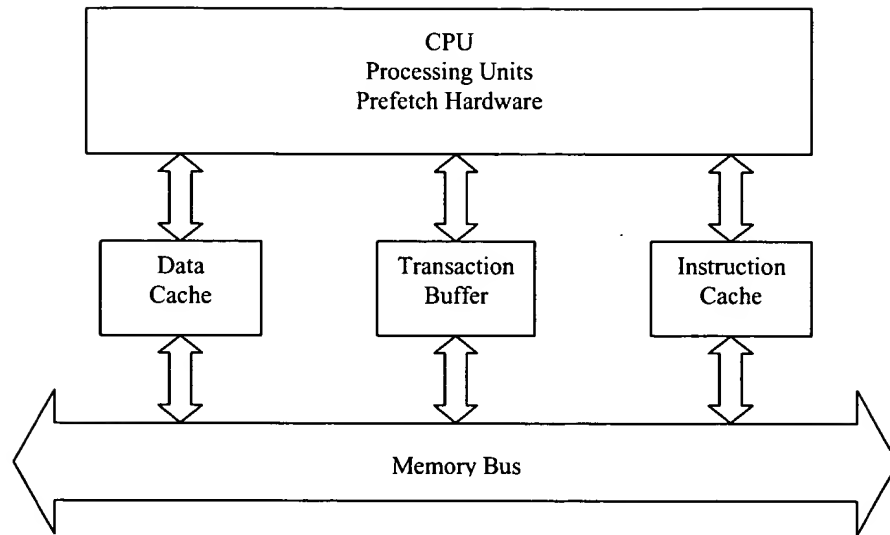 CPU
Processing Units
Prefetch Hardware
Data
Cache
Transaction
Buffer
Instruction
Cache
Memory Bus